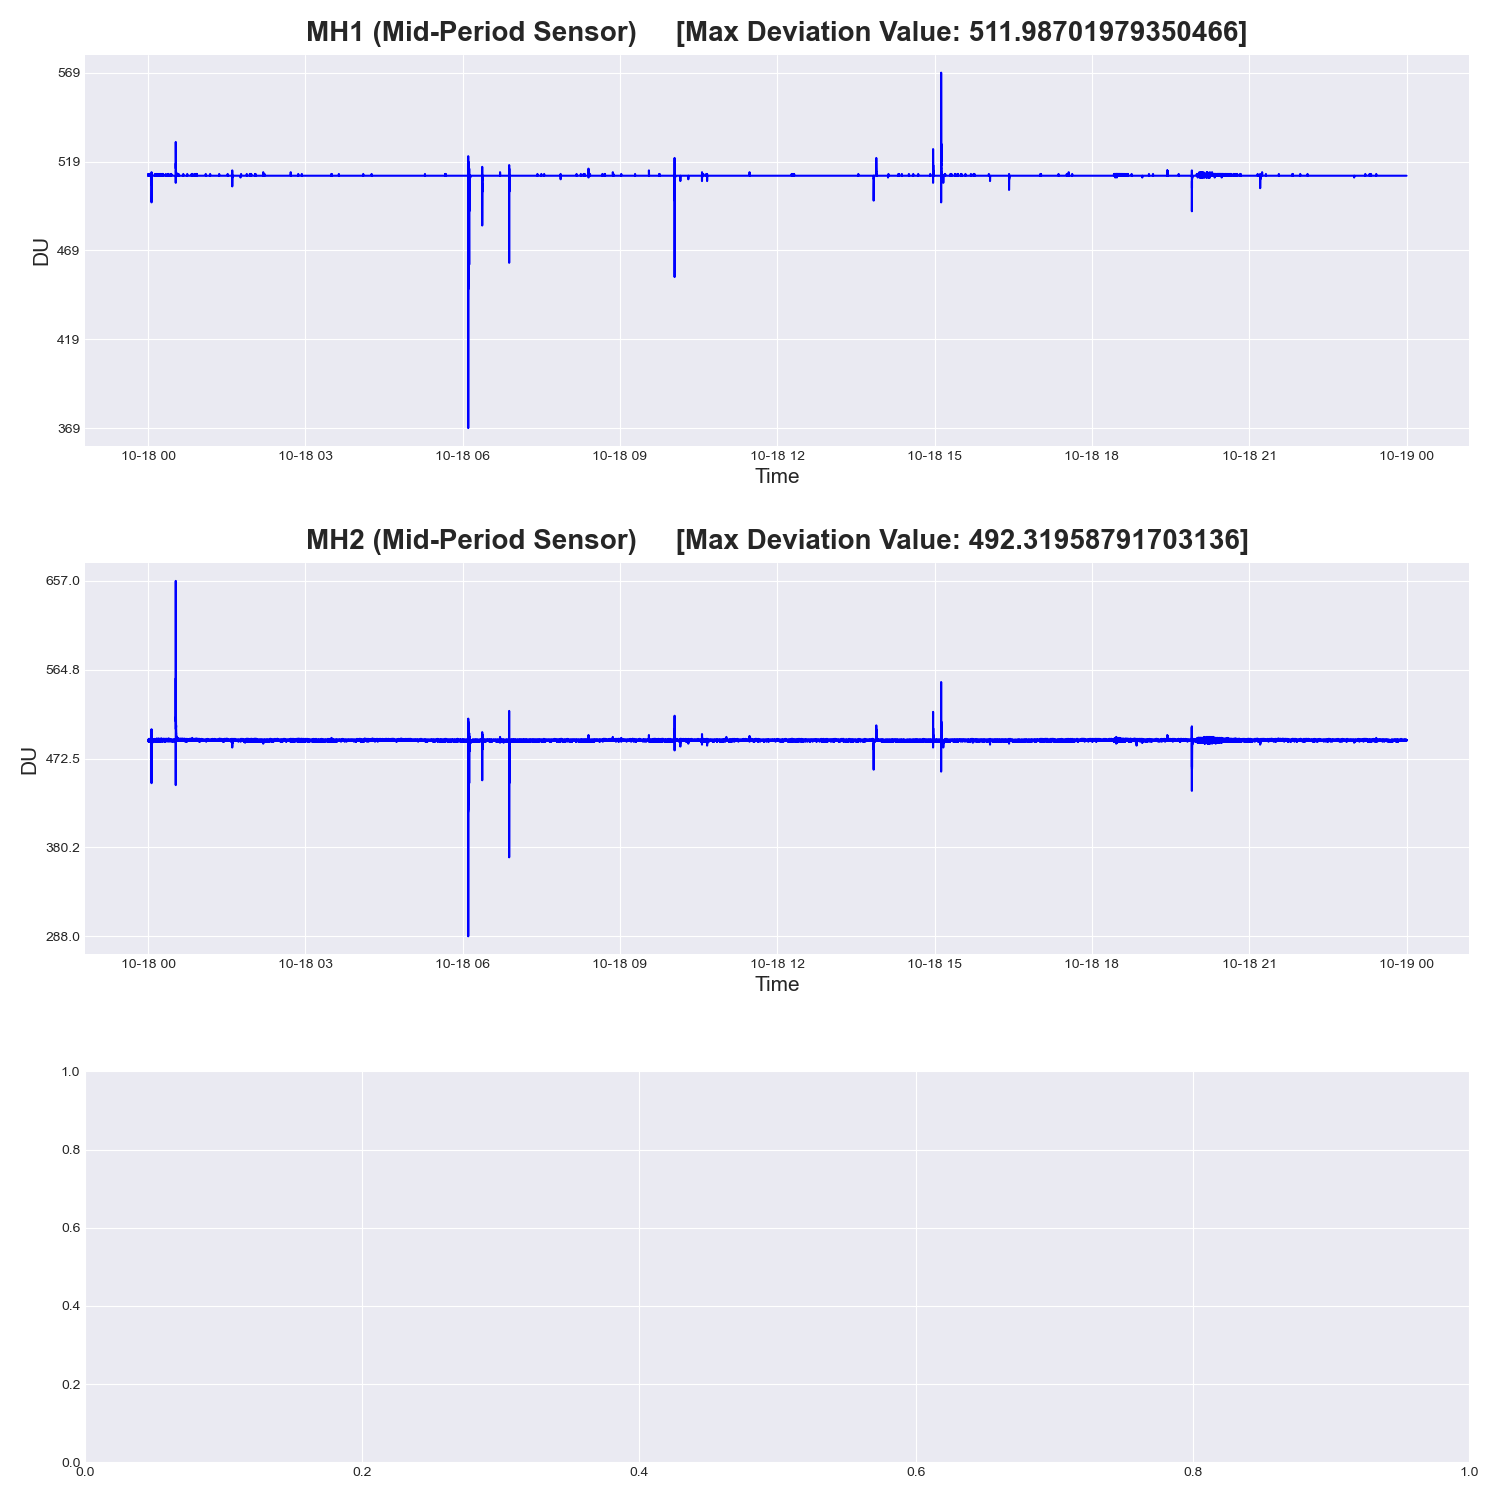 MH1 (Mid-Period Sensor) [Max Deviation Value: 511.98701979350466]
569
519
469
419
369
DU
10-18 00 10-18 03 10-18 06 10-18 09 10-18 12 10-18 15 10-18 18 10-18 21 10-19 00
Time
MH2 (Mid-Period Sensor) [Max Deviation Value: 492.31958791703136]
657.0
564.8
472.5
380.2
288.0
DU
10-18 00 10-18 03 10-18 06 10-18 09 10-18 12 10-18 15 10-18 18 10-18 21 10-19 00
Time
1.0
0.8
0.6
0.4
0.2
0.0
0.0 0.2 0.4 0.6 0.8 1.0